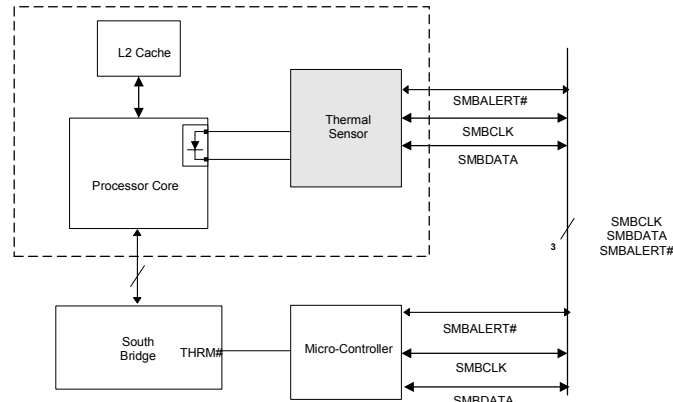 L2 Cache
Thermal
Sensor
SMBALERT#
SMBCLK
SMBDATA
Processor Core
SMBCLK
SMBDATA
SMBALERT#
3
South
Bridge
THRM#
Micro-Controller
SMBALERT#
SMBCLK
SMBDATA